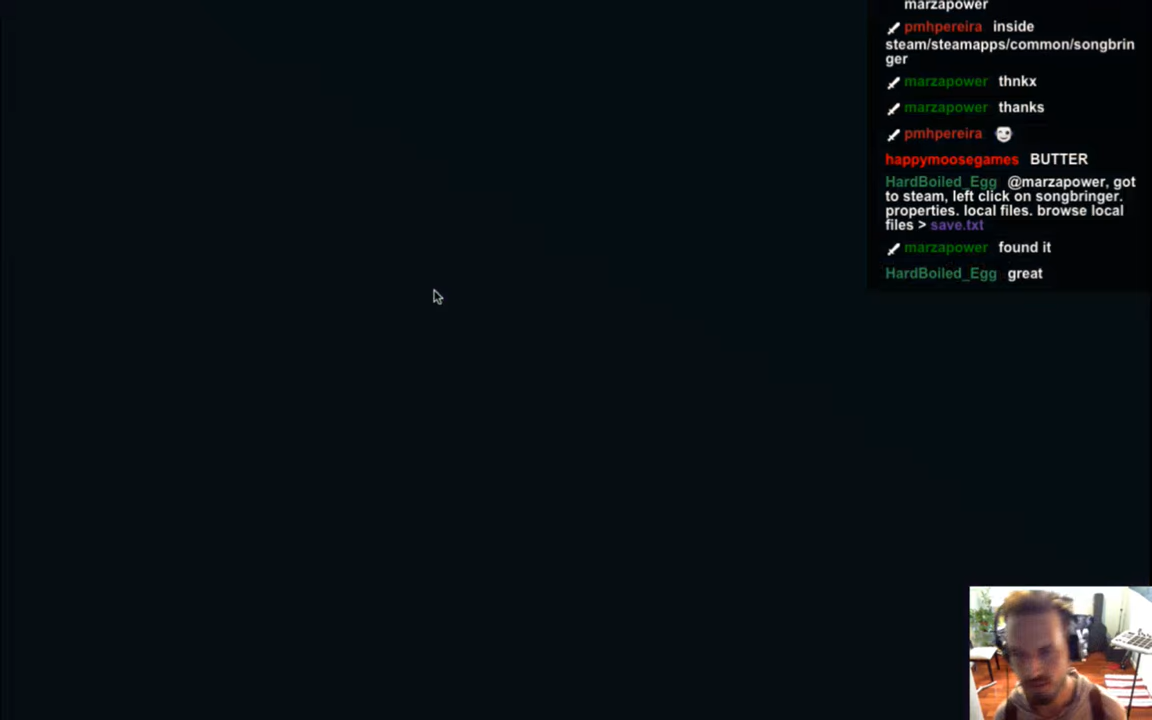 marzapower
pmhpereira inside
steam/steamapps/common/songbrin
ger
marzapower thnkx
marzapower thanks
pmhpereira
happymoosegames BUTTER
HardBoiled_Egg @marzapower, got
to steam, left click on songbringer.
properties. local files. browse local
files > save.txt
marzapower found it
HardBoiled_Egg great